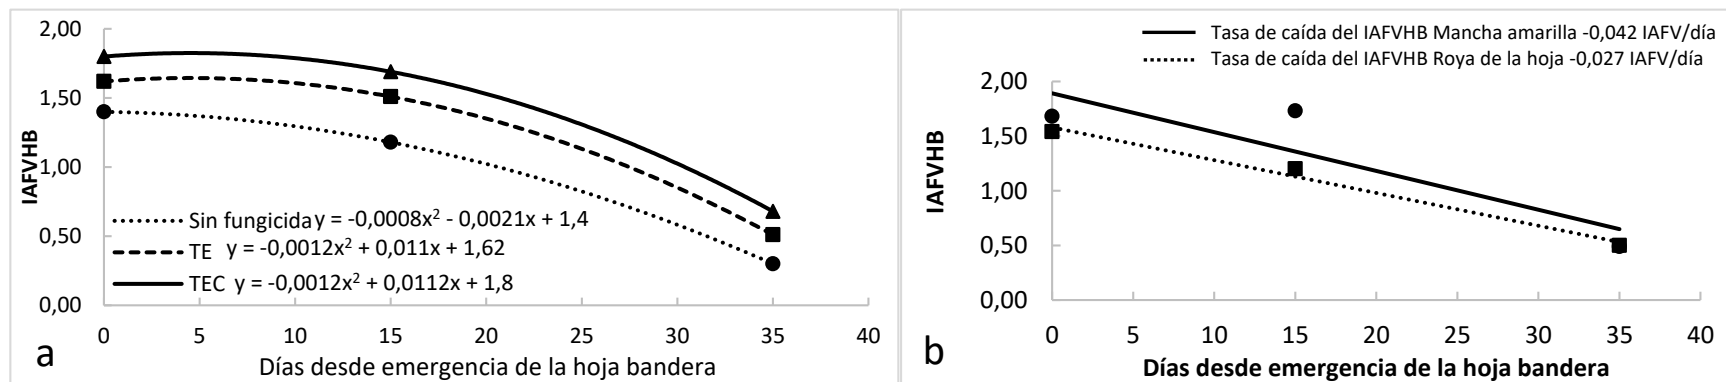 2,00
1,50
1,00
0,50
0,00
IAFVHB
Sin fungicida y = -0,0008x² - 0,0021x + 1,4
TE y = -0,0012x² + 0,011x + 1,62
TEC y = -0,0012x² + 0,0112x + 1,8
0 5 10 15 20 25 30 35 40
Días desde emergencia de la hoja bandera
a
Tasa de caída del IAFVHB Mancha amarilla -0,042 IAFV/día
Tasa de caída del IAFVHB Roya de la hoja -0,027 IAFV/día
2,00
1,50
1,00
0,50
0,00
IAFVHB
0 5 10 15 20 25 30 35 40
Días desde emergencia de la hoja bandera
b